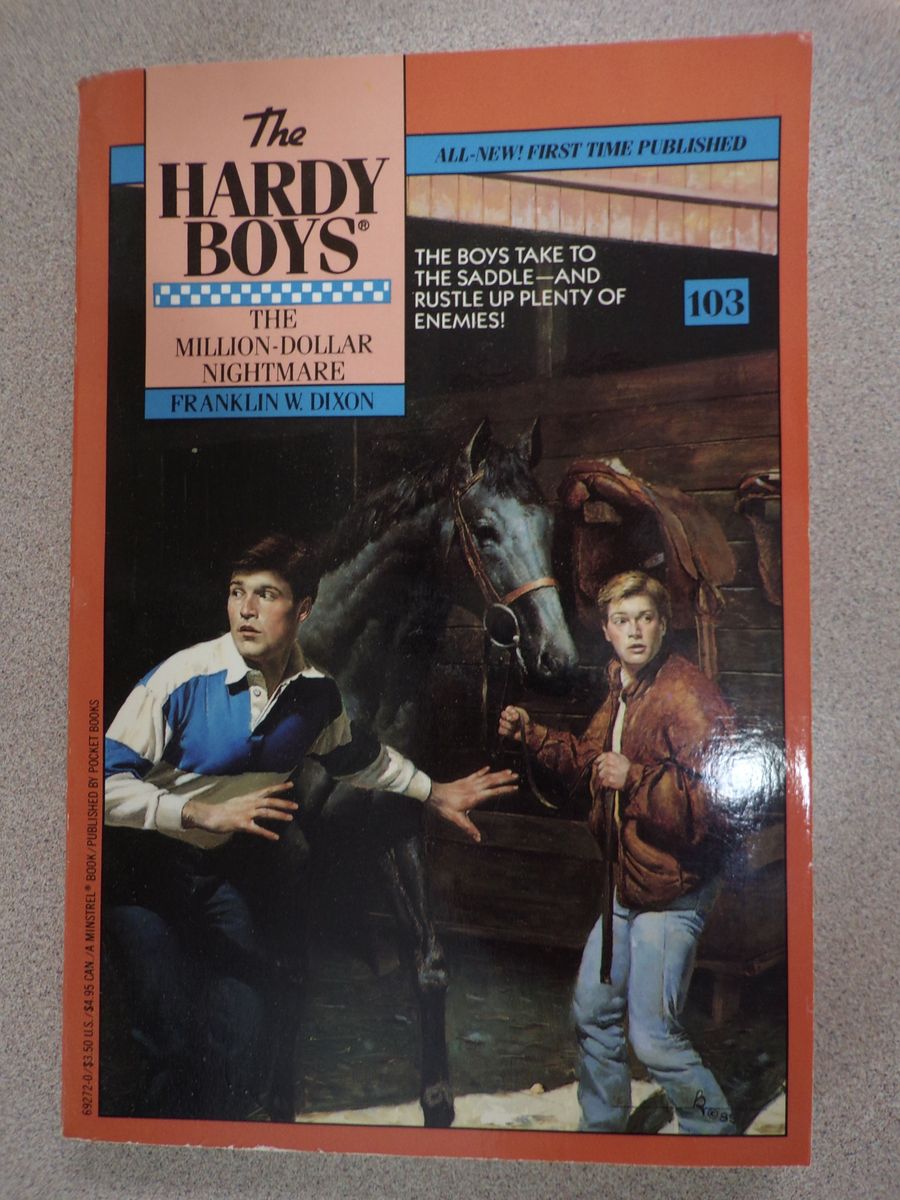 The
HARDY
BOYS®
THE
MILLION-DOLLAR
NIGHTMARE
FRANKLIN W. DIXON
ALL-NEW! FIRST TIME PUBLISHED
THE BOYS TAKE TO
THE SADDLE—AND
RUSTLE UP PLENTY OF
ENEMIES!
103
69272-0/$3.50 U.S./$4.95 CAN./A MINSTREL® BOOK/PUBLISHED BY POCKET BOOKS